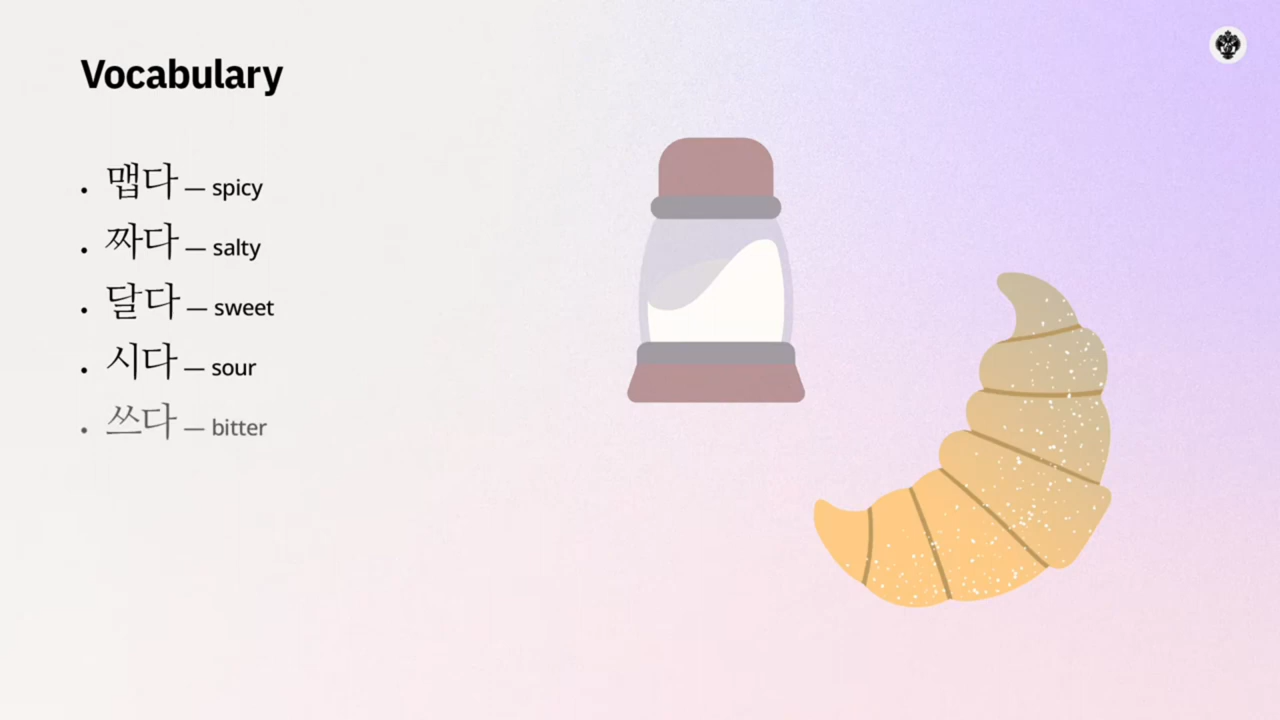 Vocabulary
• 맵다 — spicy
• 짜다 — salty
• 달다 — sweet
• 시다 — sour
• 쓰다 — bitter